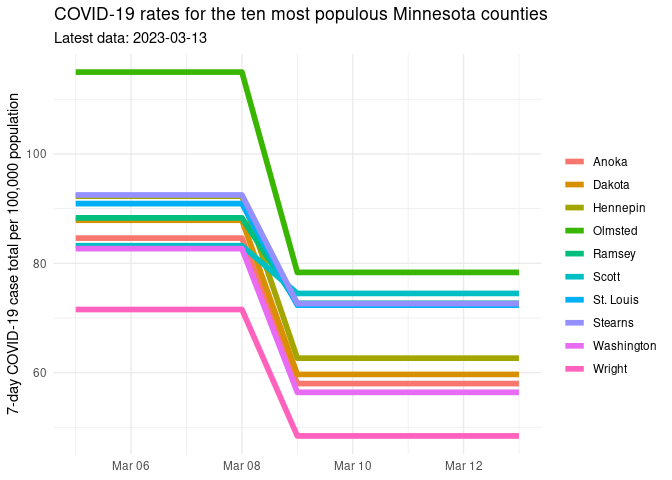 COVID-19 rates for the ten most populous Minnesota counties
Latest data: 2023-03-13
7-day COVID-19 case total per 100,000 population
100
80
60
Mar 06
Mar 08
Mar 10
Mar 12
Anoka
Dakota
Hennepin
Olmsted
Ramsey
Scott
St. Louis
Stearns
Washington
Wright